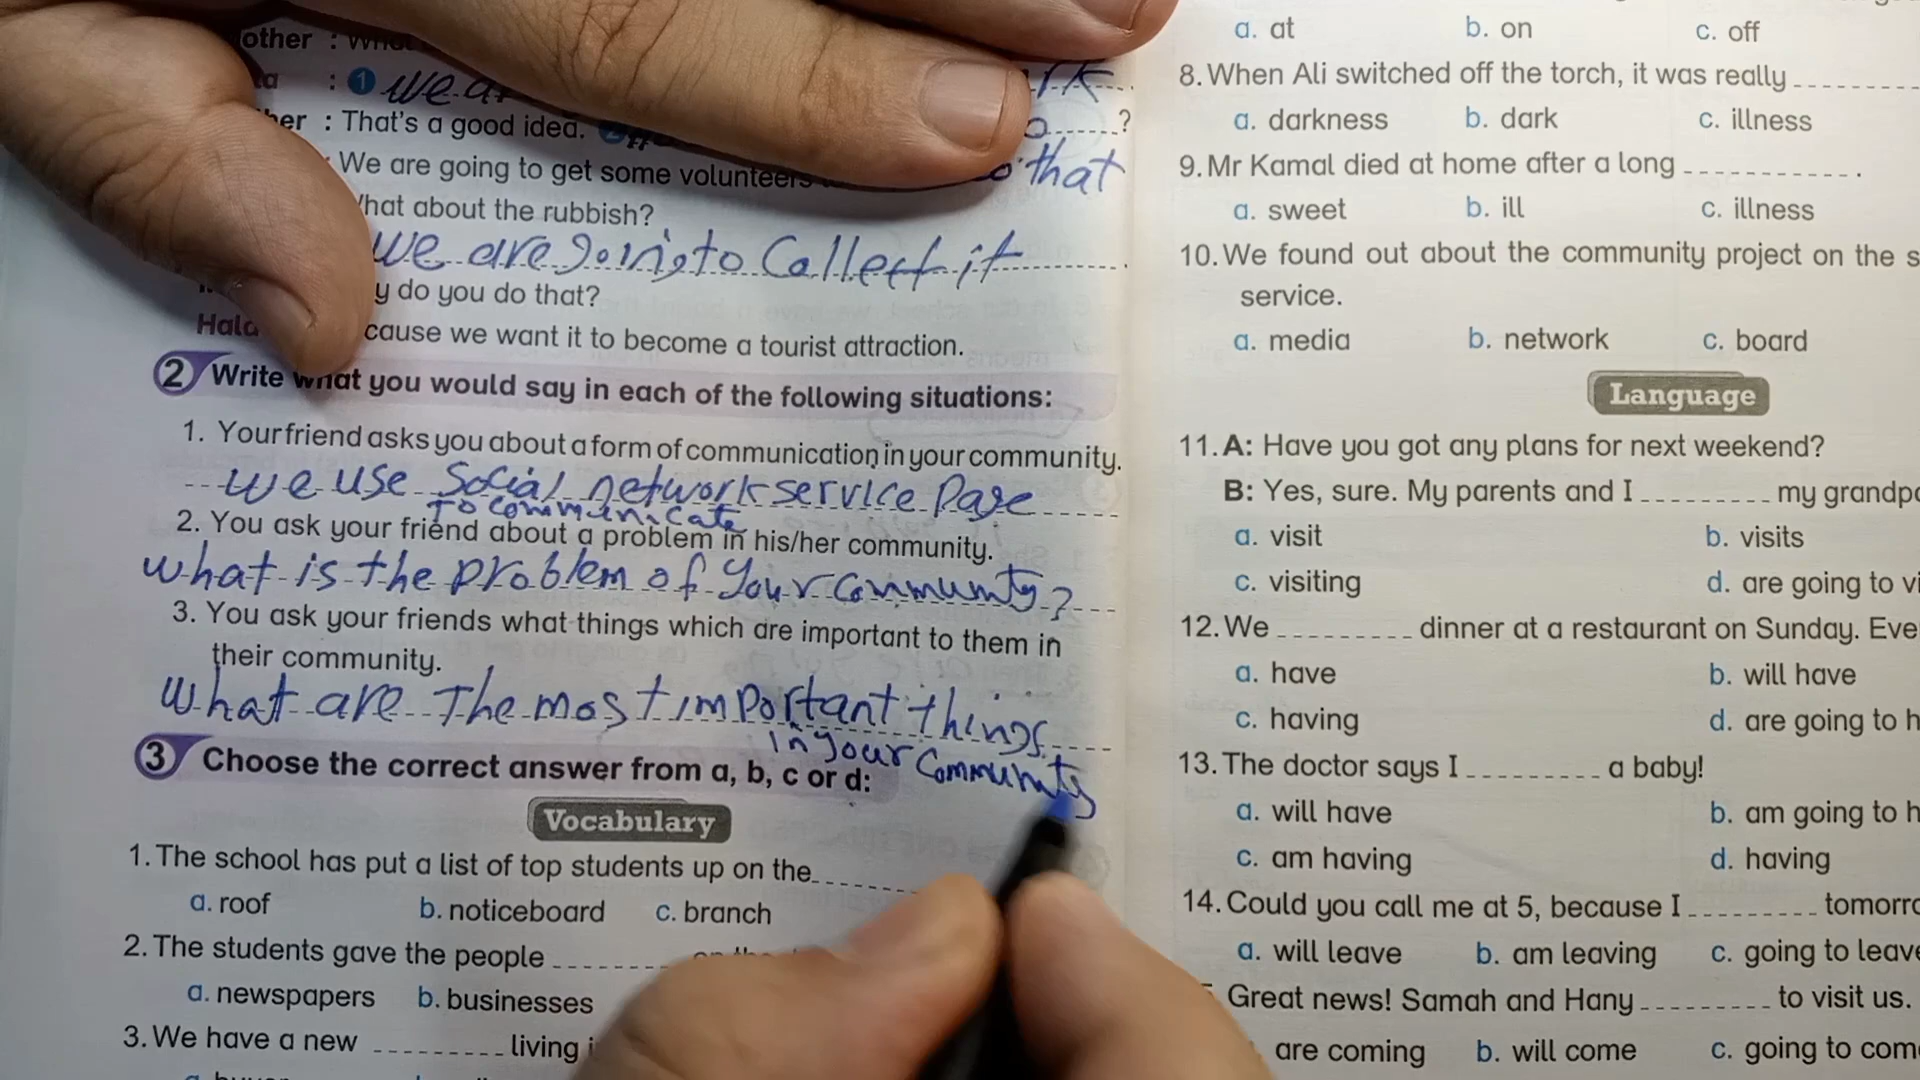 other : 
: 1 we
: That's a good idea. ?
We are going to get some volunteers that
hat about the rubbish?
we are going to collect it
y do you do that?
Hala cause we want it to become a tourist attraction.
2 Write what you would say in each of the following situations:
1. Your friend asks you about a form of communication in your community.
we use social network service page
to communicate
2. You ask your friend about a problem in his/her community.
what is the problem of your community?
3. You ask your friends what things which are important to them in
their community.
what are the most important things
in your community
3 Choose the correct answer from a, b, c or d:
Vocabulary
1. The school has put a list of top students up on the
a. roof b. noticeboard c. branch
2. The students gave the people
a. newspapers b. businesses
3. We have a new living
a. at b. on c. off
8. When Ali switched off the torch, it was really
a. darkness b. dark c. illness
9. Mr Kamal died at home after a long .
a. sweet b. ill c. illness
10. We found out about the community project on the s
service.
a. media b. network c. board
Language
11. A: Have you got any plans for next weekend?
B: Yes, sure. My parents and I my grandpa
a. visit b. visits
c. visiting d. are going to vi
12. We dinner at a restaurant on Sunday. Eve
a. have b. will have
c. having d. are going to h
13. The doctor says I a baby!
a. will have b. am going to h
c. am having d. having
14. Could you call me at 5, because I tomorro
a. will leave b. am leaving c. going to leave
Great news! Samah and Hany to visit us.
are coming b. will come c. going to com